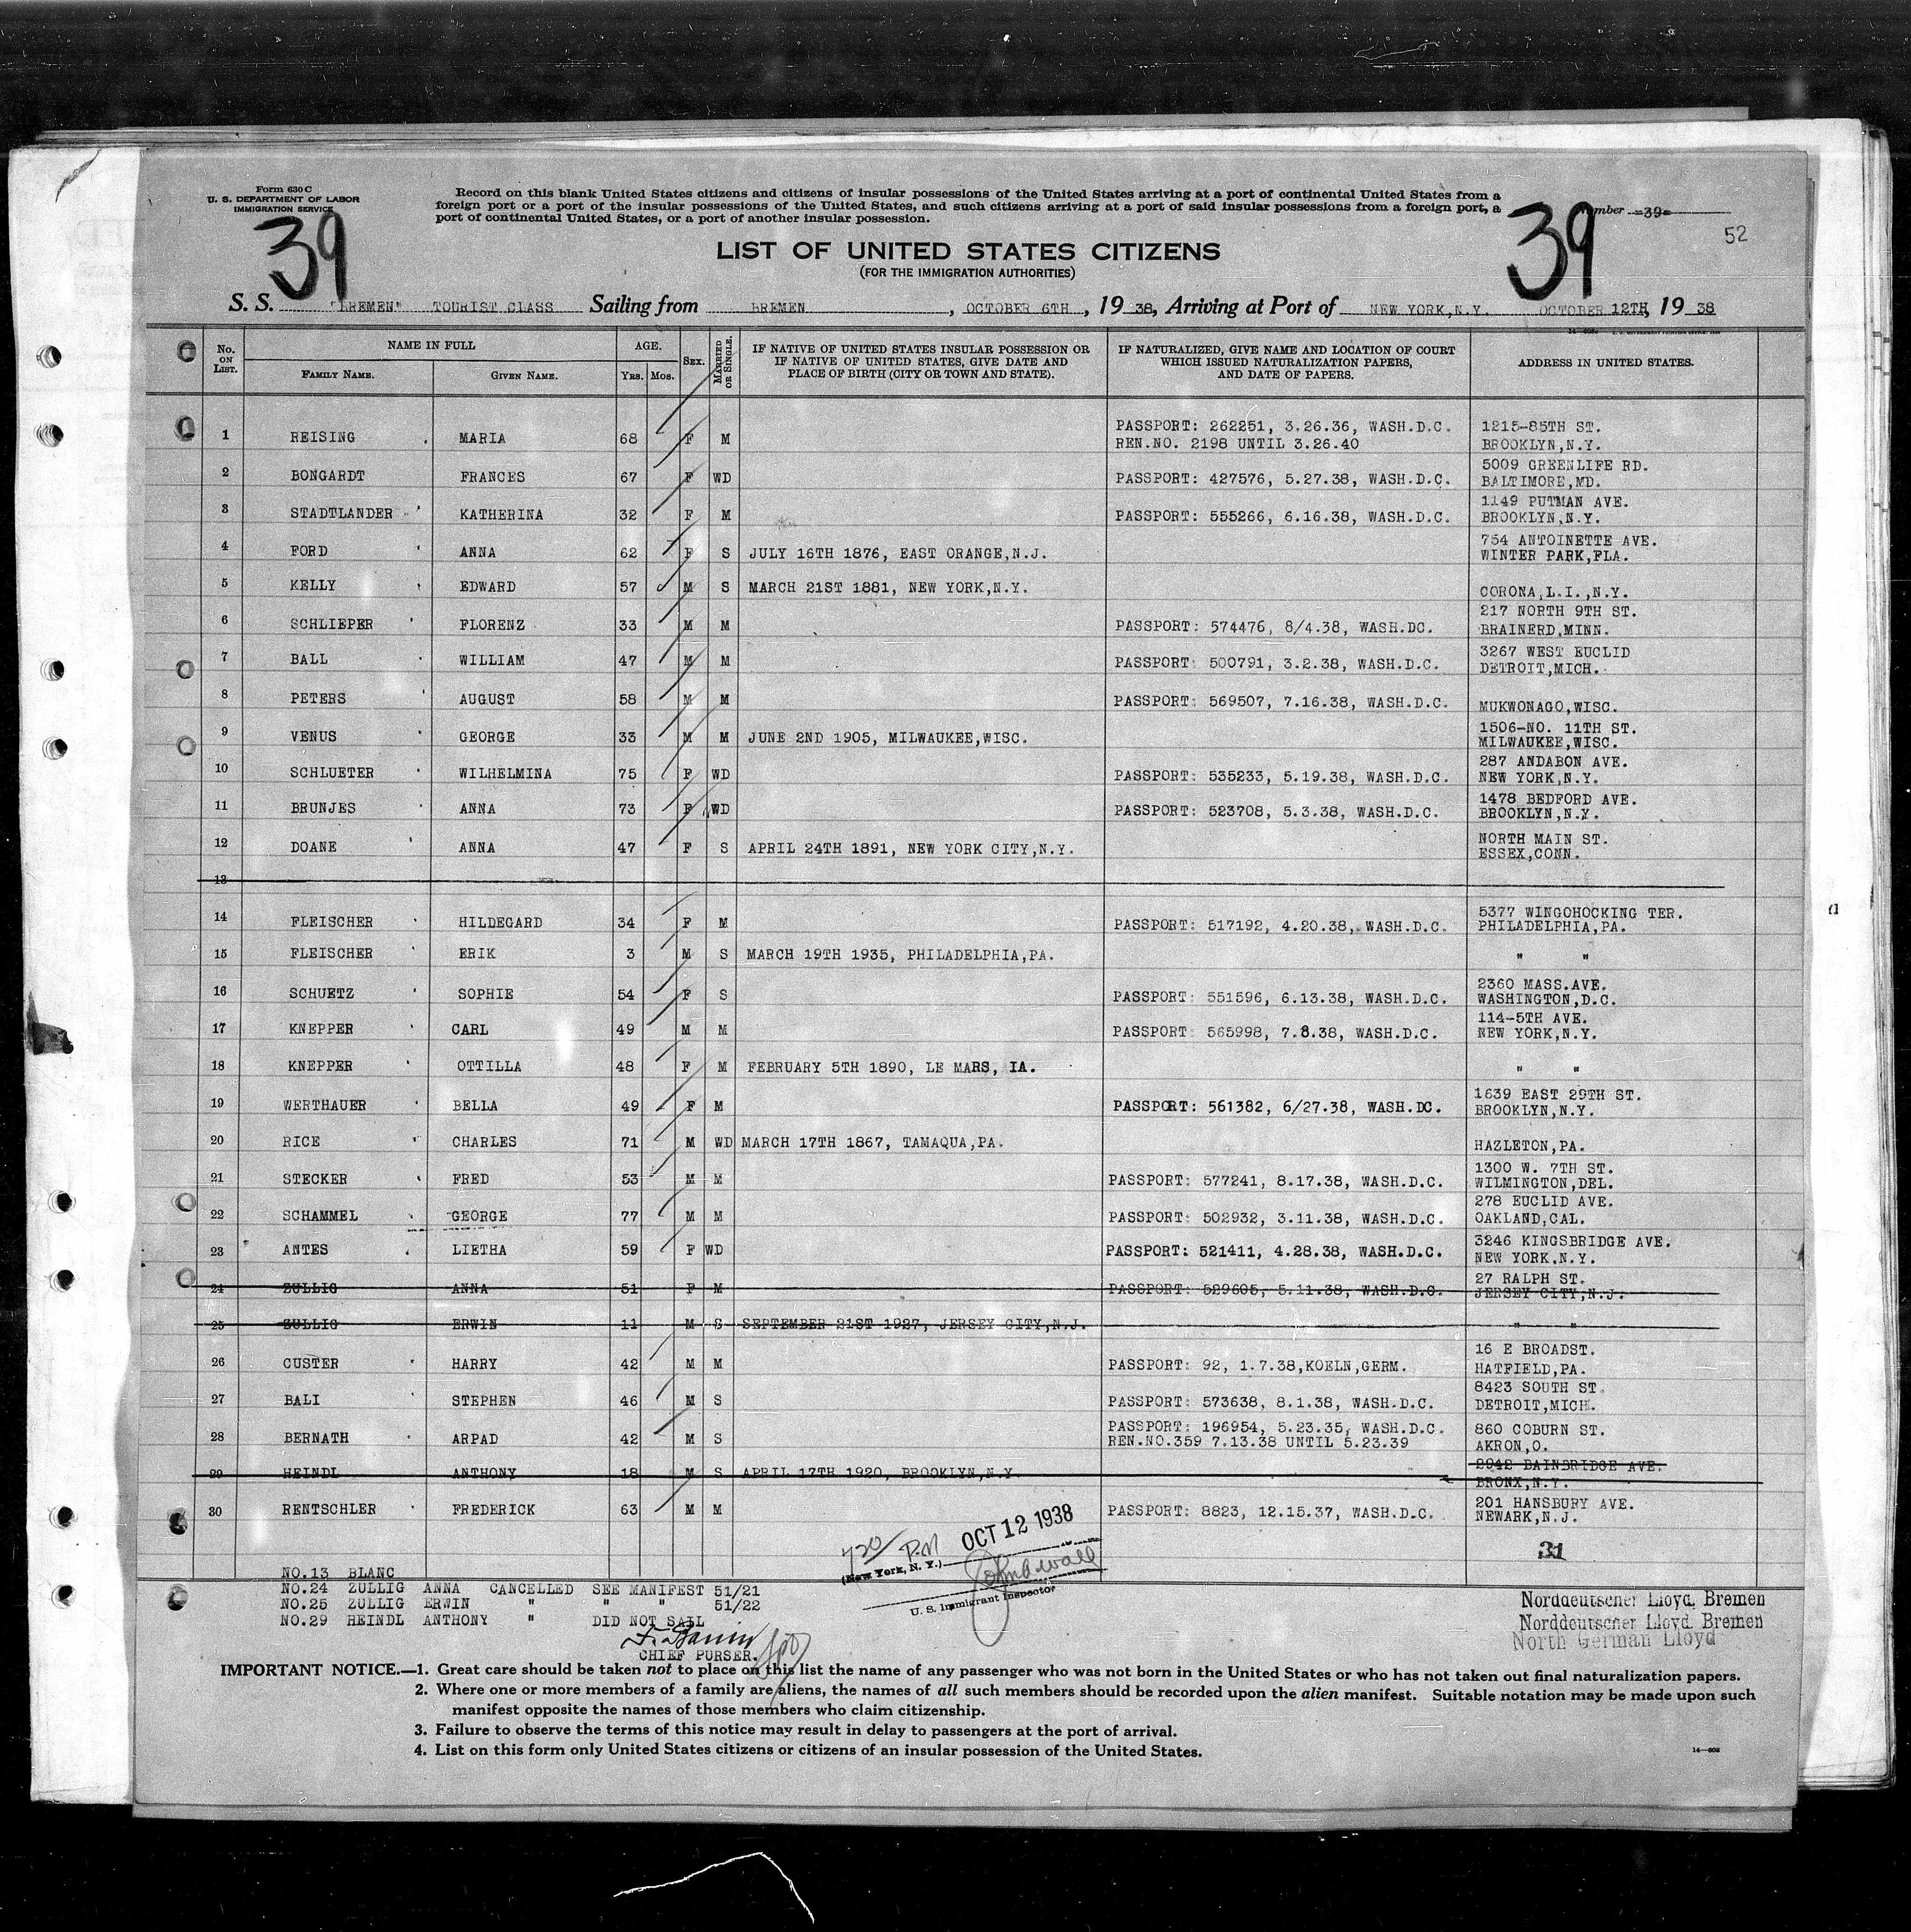 Form 630 C
U. S. DEPARTMENT OF LABOR
IMMIGRATION SERVICE
Record on this blank United States citizens and citizens of insular possessions of the United States arriving at a port of continental United States from a
foreign port or a port of the insular possessions of the United States, and such citizens arriving at a port of said insular possessions from a foreign port, a
port of continental United States, or a port of another insular possession.
39
39
-39-
52
LIST OF UNITED STATES CITIZENS
(FOR THE IMMIGRATION AUTHORITIES)
S. S. "BREMEN" TOURIST CLASS Sailing from BREMEN, OCTOBER 6TH, 1938, Arriving at Port of NEW YORK,N.Y. OCTOBER 12TH, 1938
No. ON LIST. NAME IN FULL AGE. SEX. MARRIED OR SINGLE. IF NATIVE OF UNITED STATES INSULAR POSSESSION OR IF NATIVE OF UNITED STATES, GIVE DATE AND PLACE OF BIRTH (CITY OR TOWN AND STATE). IF NATURALIZED, GIVE NAME AND LOCATION OF COURT WHICH ISSUED NATURALIZATION PAPERS, AND DATE OF PAPERS. ADDRESS IN UNITED STATES.
FAMILY NAME. GIVEN NAME. Yrs. Mos.
1 REISING MARIA 68 F M PASSPORT: 262251, 3.26.36, WASH.D.C. 1215-85TH ST.
REN.NO. 2198 UNTIL 3.26.40 BROOKLYN,N.Y.
2 BONGARDT FRANCES 67 F WD PASSPORT: 427576, 5.27.38, WASH.D.C. 5009 GREENLIFE RD.
BALTIMORE,MD.
3 STADTLANDER KATHERINA 32 F M PASSPORT: 555266, 6.16.38, WASH.D.C. 1149 PUTMAN AVE.
BROOKLYN,N.Y.
4 FORD ANNA 62 F S JULY 16TH 1876, EAST ORANGE,N.J. 754 ANTOINETTE AVE.
WINTER PARK,FLA.
5 KELLY EDWARD 57 M S MARCH 21ST 1881, NEW YORK,N.Y. CORONA,L.I.,N.Y.
6 SCHLIEPER FLORENZ 33 M M PASSPORT: 574476, 8/4.38, WASH.DC. 217 NORTH 9TH ST.
BRAINERD,MINN.
7 BALL WILLIAM 47 M M PASSPORT: 500791, 3.2.38, WASH.D.C. 3267 WEST EUCLID
DETROIT,MICH.
8 PETERS AUGUST 58 M M PASSPORT: 569507, 7.16.38, WASH.D.C. MUKWONAGO,WISC.
9 VENUS GEORGE 33 M M JUNE 2ND 1905, MILWAUKEE,WISC. 1506-NO. 11TH ST.
MILWAUKEE,WISC.
10 SCHLUETER WILHELMINA 75 F WD PASSPORT: 535233, 5.19.38, WASH.D.C. 287 ANDABON AVE.
NEW YORK,N.Y.
11 BRUNJES ANNA 73 F WD PASSPORT: 523708, 5.3.38, WASH.D.C. 1478 BEDFORD AVE.
BROOKLYN,N.Y.
12 DOANE ANNA 47 F S APRIL 24TH 1891, NEW YORK CITY,N.Y. NORTH MAIN ST.
ESSEX,CONN.
13
14 FLEISCHER HILDEGARD 34 F M PASSPORT: 517192, 4.20.38, WASH.D.C. 5377 WINGOHOCKING TER.
PHILADELPHIA,PA.
15 FLEISCHER ERIK 3 M S MARCH 19TH 1935, PHILADELPHIA,PA. " "
16 SCHUETZ SOPHIE 54 F S PASSPORT: 551596, 6.13.38, WASH.D.C. 2360 MASS.AVE.
WASHINGTON,D.C.
17 KNEPPER CARL 49 M M PASSPORT: 565998, 7.8.38, WASH.D.C. 114-5TH AVE.
NEW YORK,N.Y.
18 KNEPPER OTTILLA 48 F M FEBRUARY 5TH 1890, LE MARS, IA. " "
19 WERTHAUER BELLA 49 F M PASSPORT: 561382, 6/27.38, WASH.DC. 1639 EAST 29TH ST.
BROOKLYN,N.Y.
20 RICE CHARLES 71 M WD MARCH 17TH 1867, TAMAQUA,PA. HAZLETON,PA.
21 STECKER FRED 53 M M PASSPORT: 577241, 8.17.38, WASH.D.C. 1300 W. 7TH ST.
WILMINGTON,DEL.
22 SCHAMMEL GEORGE 77 M M PASSPORT: 502932, 3.11.38, WASH.D.C. 278 EUCLID AVE.
OAKLAND,CAL.
23 ANTES LIETHA 59 F WD PASSPORT: 521411, 4.28.38, WASH.D.C. 3246 KINGSBRIDGE AVE.
NEW YORK.N.Y.
24 ZULLIG ANNA 51 F M PASSPORT: 529605, 5.11.38, WASH.D.C. 27 RALPH ST.
JERSEY CITY,N.J.
25 ZULLIG ERWIN 11 M S SEPTEMBER 21ST 1927, JERSEY CITY,N.J. " "
26 CUSTER HARRY 42 M M PASSPORT: 92, 1.7.38,KOELN,GERM. 16 E BROADST.
HATFIELD,PA.
27 BALI STEPHEN 46 M S PASSPORT: 573638, 8.1.38, WASH.D.C. 8423 SOUTH ST.
DETROIT,MICH.
28 BERNATH ARPAD 42 M S PASSPORT: 196954, 5.23.35, WASH.D.C. 860 COBURN ST.
REN.NO.359 7.13.38 UNTIL 5.23.39 AKRON,O.
29 HEINDL ANTHONY 18 M S APRIL 17TH 1920, BROOKLYN,N.Y. 2942 BAINBRIDGE AVE.
BRONX,N.Y.
30 RENTSCHLER FREDERICK 63 M M PASSPORT: 8823, 12.15.37, WASH.D.C. 201 HANSBURY AVE.
NEWARK,N.J.
31
720 P.M OCT 12 1938
(New York, N. Y.)
U. S. Immigrant Inspector
NO.13 BLANC
NO.24 ZULLIG ANNA CANCELLED SEE MANIFEST 51/21
NO.25 ZULLIG ERWIN " " " 51/22
NO.29 HEINDL ANTHONY " DID NOT SAIL
CHIEF PURSER.
Norddeutscher Lloyd, Bremen
Norddeutscher Lloyd, Bremen
North German Lloyd
IMPORTANT NOTICE.—1. Great care should be taken not to place on this list the name of any passenger who was not born in the United States or who has not taken out final naturalization papers.
2. Where one or more members of a family are aliens, the names of all such members should be recorded upon the alien manifest. Suitable notation may be made upon such
manifest opposite the names of those members who claim citizenship.
3. Failure to observe the terms of this notice may result in delay to passengers at the port of arrival.
4. List on this form only United States citizens or citizens of an insular possession of the United States.